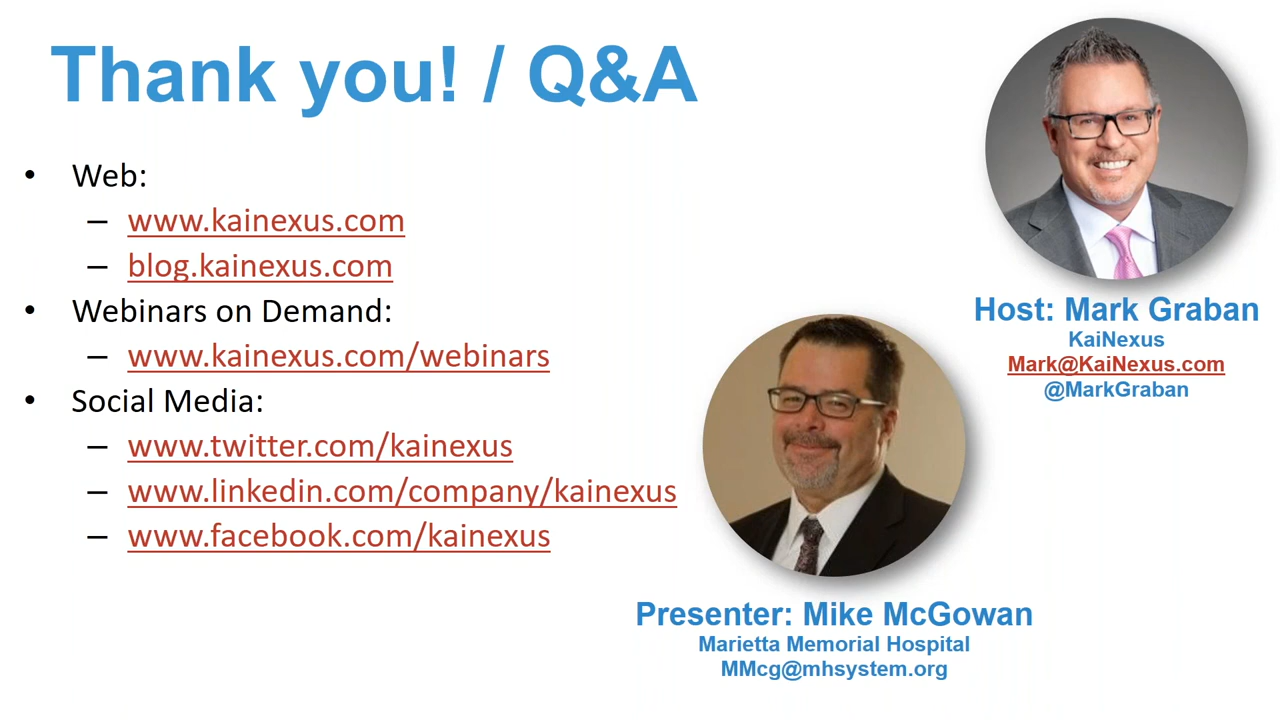 Thank you! / Q&A
• Web:
– www.kainexus.com
– blog.kainexus.com
• Webinars on Demand:
– www.kainexus.com/webinars
• Social Media:
– www.twitter.com/kainexus
– www.linkedin.com/company/kainexus
– www.facebook.com/kainexus
Host: Mark Graban
KaiNexus
Mark@KaiNexus.com
@MarkGraban
Presenter: Mike McGowan
Marietta Memorial Hospital
MMcg@mhsystem.org